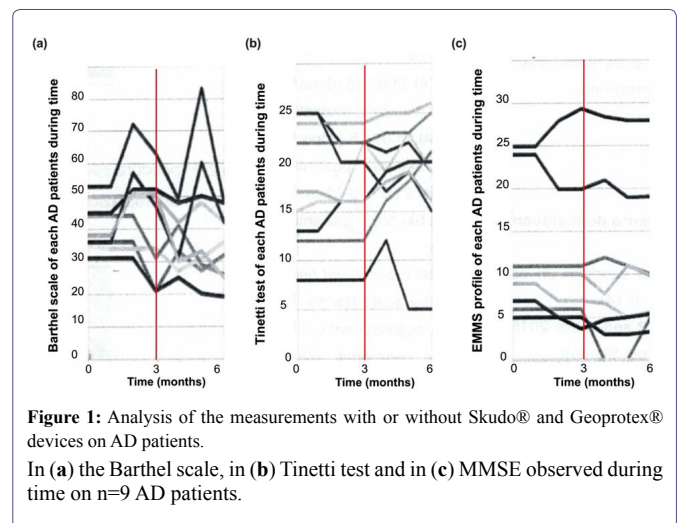 (a)
(b)
(c)
Barthel scale of each AD patients during time
80
70
60
50
40
30
20
10
0
0 3 6
Time (months)
Tinetti test of each AD patients during time
25
20
15
10
5
0
0 3 6
Time (months)
EMMS profile of each AD patients during time
30
25
20
15
10
5
0
0 3 6
Time (months)
Figure 1: Analysis of the measurements with or without Skudo® and Geoprotex®
devices on AD patients.
In (a) the Barthel scale, in (b) Tinetti test and in (c) MMSE observed during
time on n=9 AD patients.